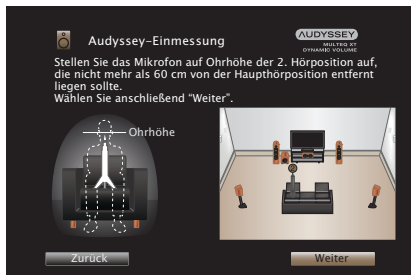 Audyssey-Einmessung
AUDYSSEY
MULTEQ XT
DYNAMIC VOLUME
Stellen Sie das Mikrofon auf Ohrhöhe der 2. Hörposition auf,
die nicht mehr als 60 cm von der Haupthörposition entfernt
liegen sollte.
Wählen Sie anschließend “Weiter”.
Ohrhöhe
Zurück
Weiter